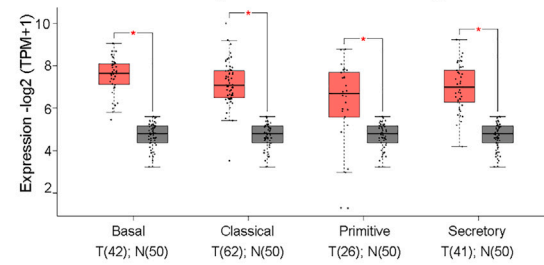 Expression -log2 (TPM+1)
10
8
6
4
2
* * * *
Basal Classical Primitive Secretory
T(42); N(50) T(62); N(50) T(26); N(50) T(41); N(50)